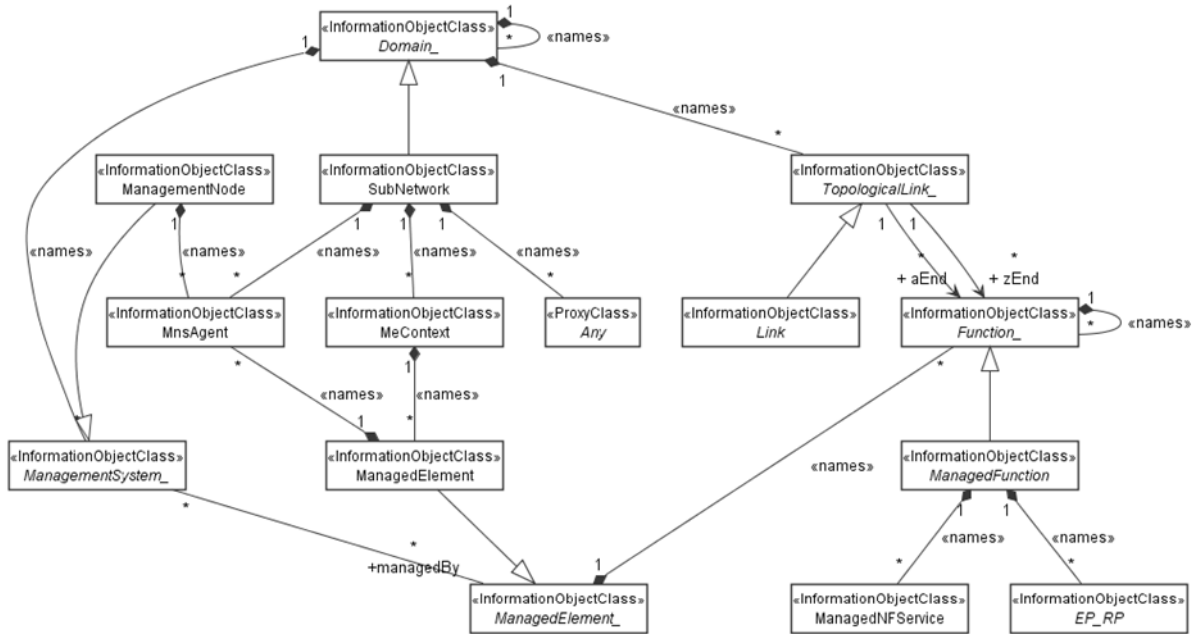 1
«InformationObjectClass»
Domain_
1
*
«names»
1
«names»
*
«InformationObjectClass»
ManagementNode
«InformationObjectClass»
SubNetwork
«InformationObjectClass»
TopologicalLink_
1
1
1
1
1
1
«names»
«names»
«names»
«names»
«names»
*
*
*
*
*
*
+ aEnd
+ zEnd
«InformationObjectClass»
MnsAgent
«InformationObjectClass»
MeContext
«ProxyClass»
Any
«InformationObjectClass»
Link
«InformationObjectClass»
Function_
1
*
«names»
*
1
*
«names»
«names»
1
*
*
«InformationObjectClass»
ManagementSystem_
«InformationObjectClass»
ManagedElement
«names»
«InformationObjectClass»
ManagedFunction
*
1
1
*
+managedBy
«names»
«names»
1
*
*
«InformationObjectClass»
ManagedElement_
«InformationObjectClass»
ManagedNFService
«InformationObjectClass»
EP_RP